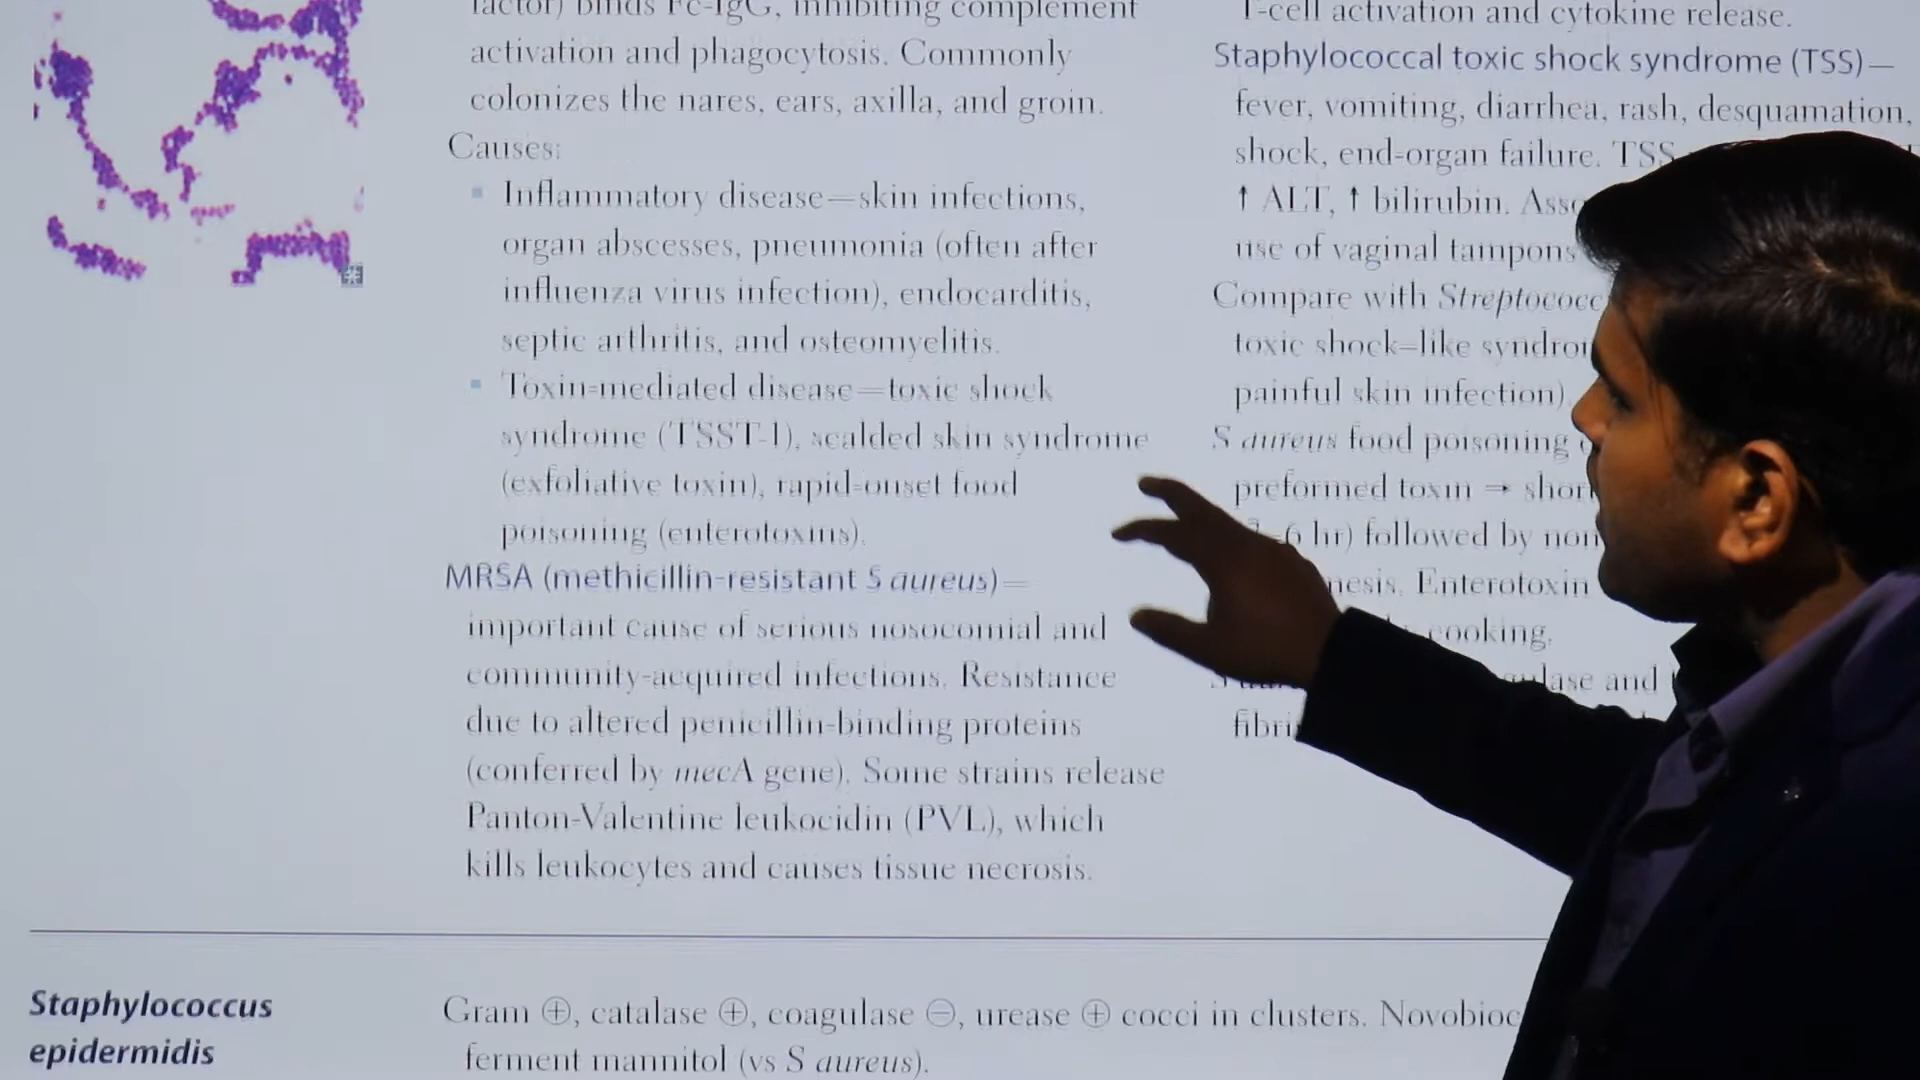 factor) binds Fc-IgG, inhibiting complement
activation and phagocytosis. Commonly
colonizes the nares, ears, axilla, and groin.
Causes:
Inflammatory disease—skin infections,
organ abscesses, pneumonia (often after
influenza virus infection), endocarditis,
septic arthritis, and osteomyelitis.
Toxin-mediated disease—toxic shock
syndrome (TSST-1), scalded skin syndrome
(exfoliative toxin), rapid-onset food
poisoning (enterotoxins).
MRSA (methicillin-resistant S aureus)—
important cause of serious nosocomial and
community-acquired infections. Resistance
due to altered penicillin-binding proteins
(conferred by mecA gene). Some strains release
Panton-Valentine leukocidin (PVL), which
kills leukocytes and causes tissue necrosis.
T-cell activation and cytokine release.
Staphylococcal toxic shock syndrome (TSS)—
fever, vomiting, diarrhea, rash, desquamation,
shock, end-organ failure. TSS
↑ ALT, ↑ bilirubin.
use of vaginal tampons
Compare with
toxic shock–like
painful skin infection)
S aureus food poisoning
preformed toxin →
6 hr) followed by
Enterotoxin
cooking.
and
Staphylococcus
epidermidis
Gram ⊕, catalase ⊕, coagulase ⊖, urease ⊕ cocci in clusters.
ferment mannitol (vs S aureus).